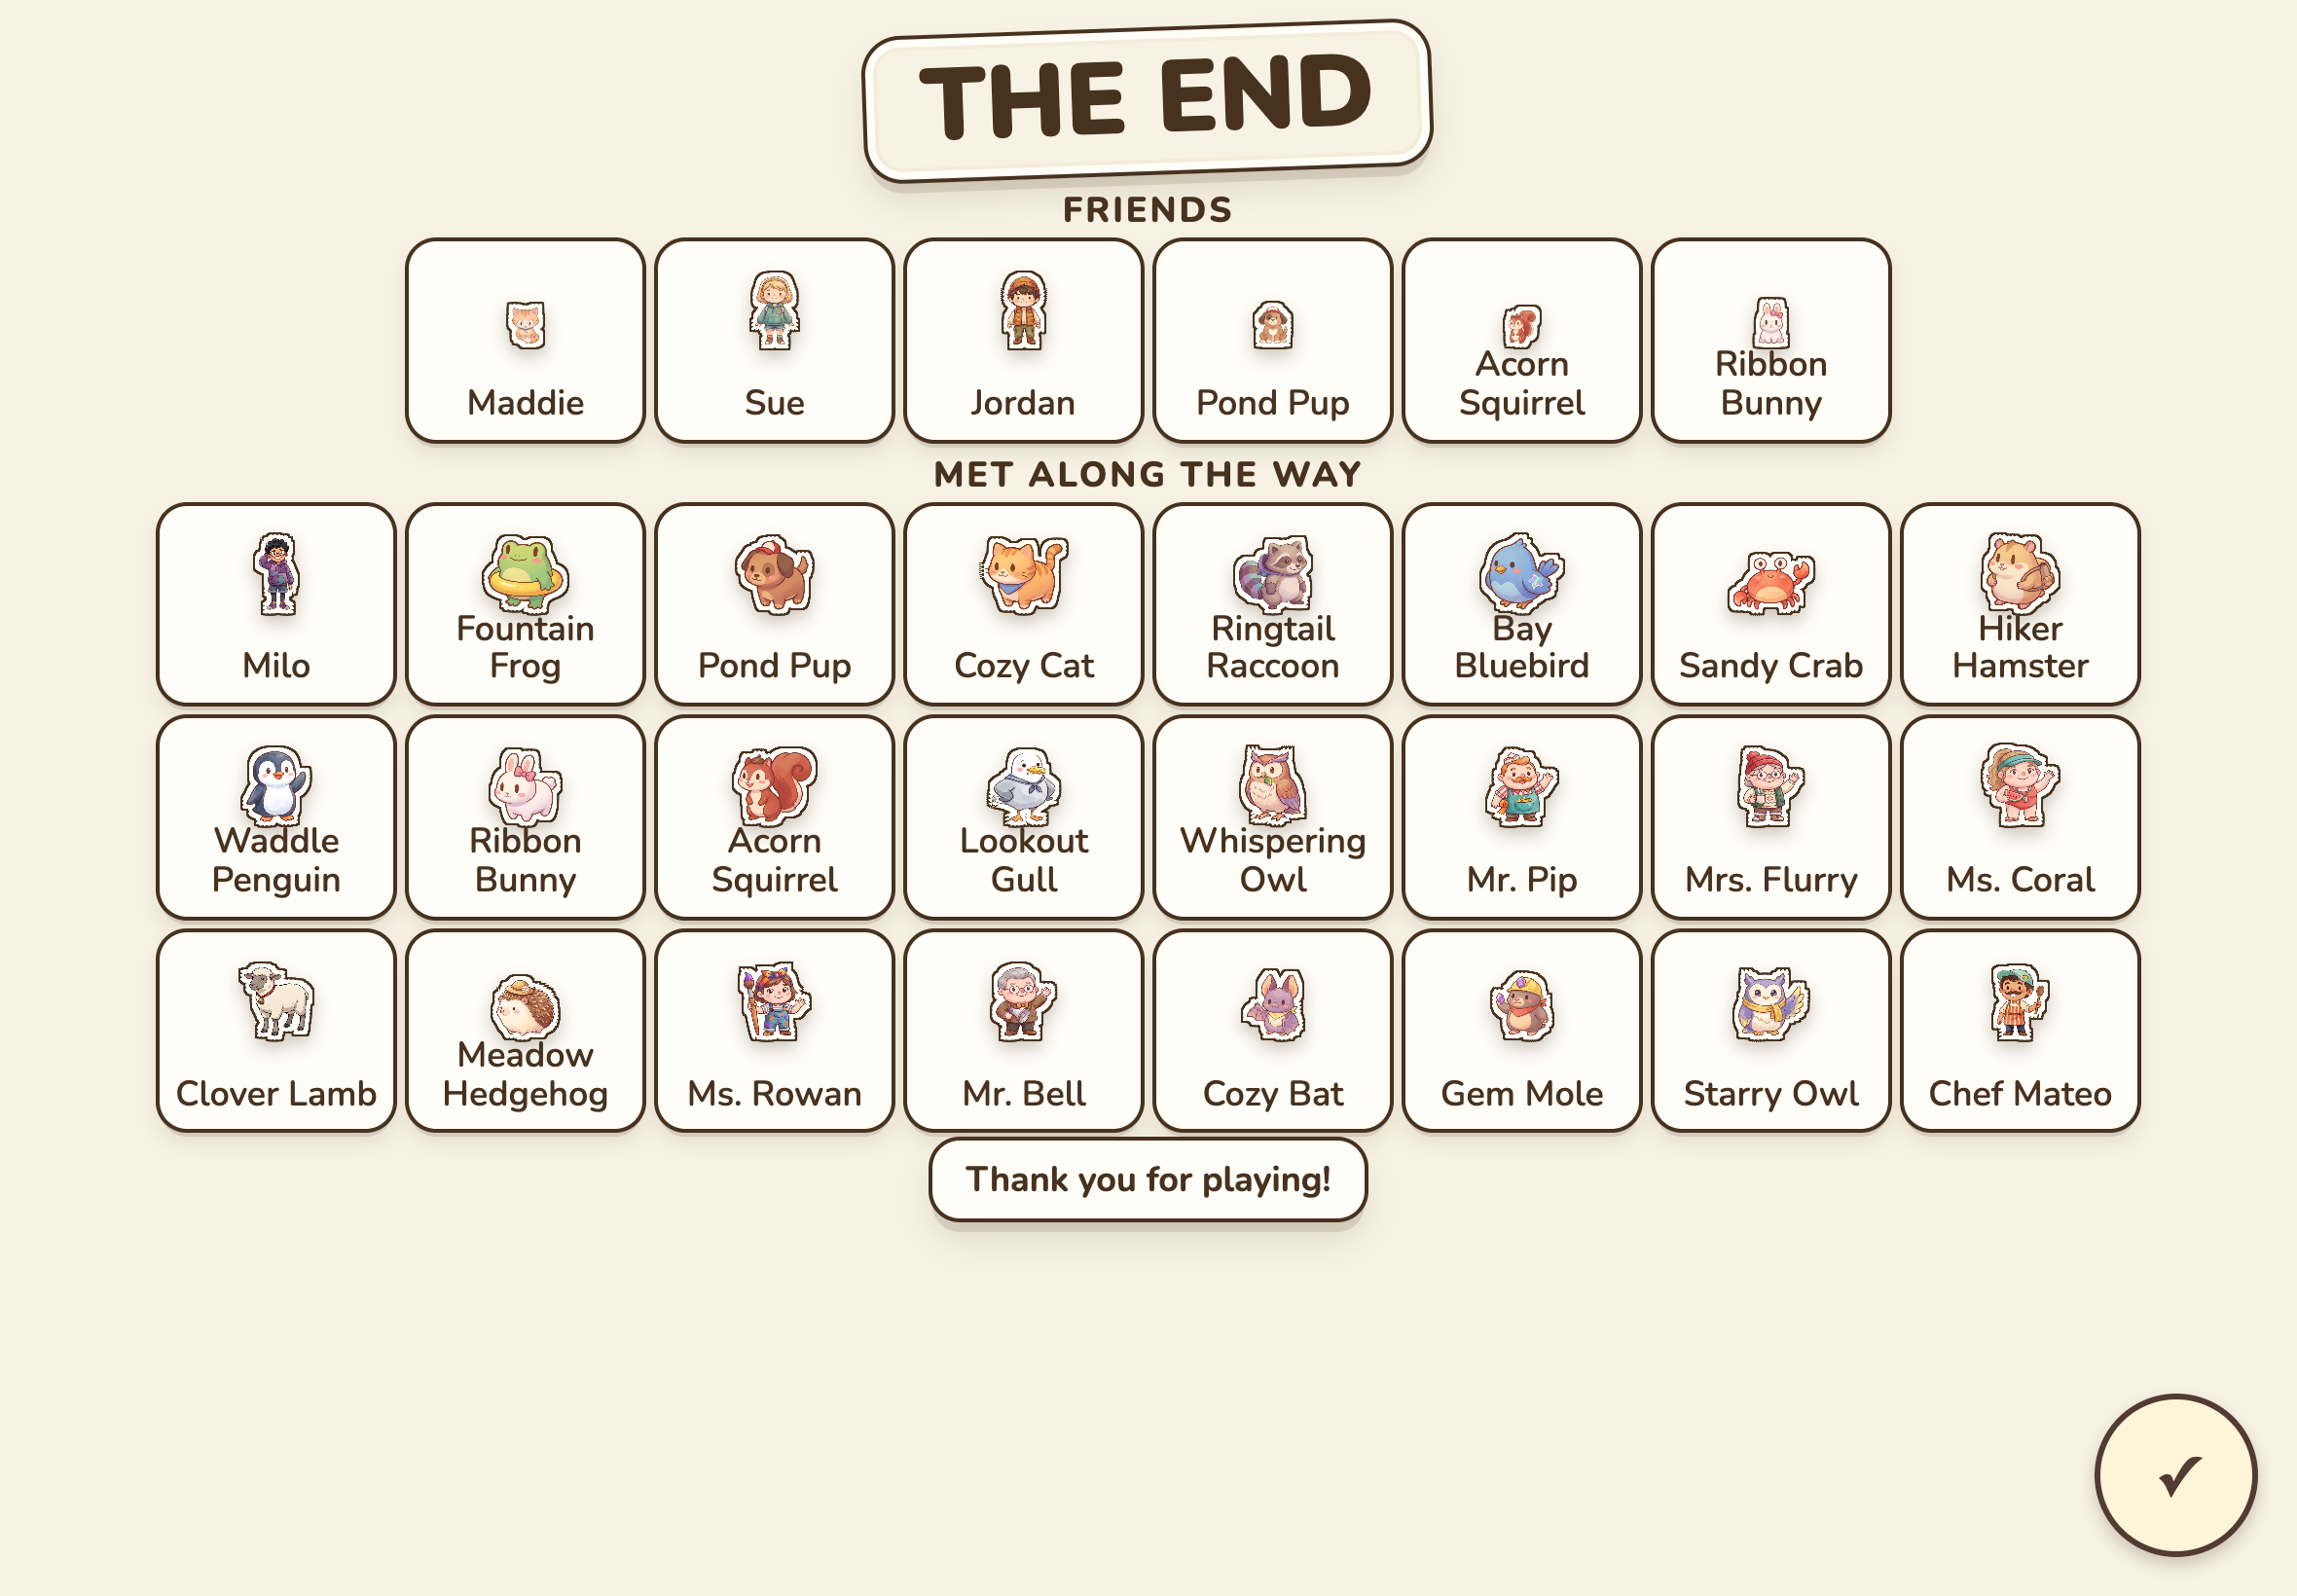 THE END
FRIENDS
Maddie
Sue
Jordan
Pond Pup
Acorn
Squirrel
Ribbon
Bunny
MET ALONG THE WAY
Milo
Fountain
Frog
Pond Pup
Cozy Cat
Ringtail
Raccoon
Bay
Bluebird
Sandy Crab
Hiker
Hamster
Waddle
Penguin
Ribbon
Bunny
Acorn
Squirrel
Lookout
Gull
Whispering
Owl
Mr. Pip
Mrs. Flurry
Ms. Coral
Clover Lamb
Meadow
Hedgehog
Ms. Rowan
Mr. Bell
Cozy Bat
Gem Mole
Starry Owl
Chef Mateo
Thank you for playing!